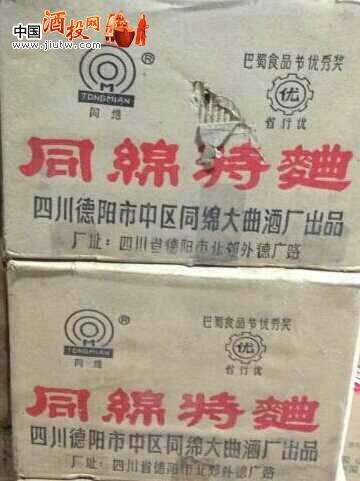 中国酒投网
www.jiutw.com
TONGMIAN
®
同绵
巴蜀食品节优秀奖
优
省行优
同綿特麯
四川德阳市中区同绵大曲酒厂出品
厂址：四川省德阳市北郊外德广路
TONGMIAN
®
同绵
巴蜀食品节优秀奖
优
省行优
同綿特麯
四川德阳市中区同绵大曲酒厂出品
厂址：四川省德阳市北郊外德广路